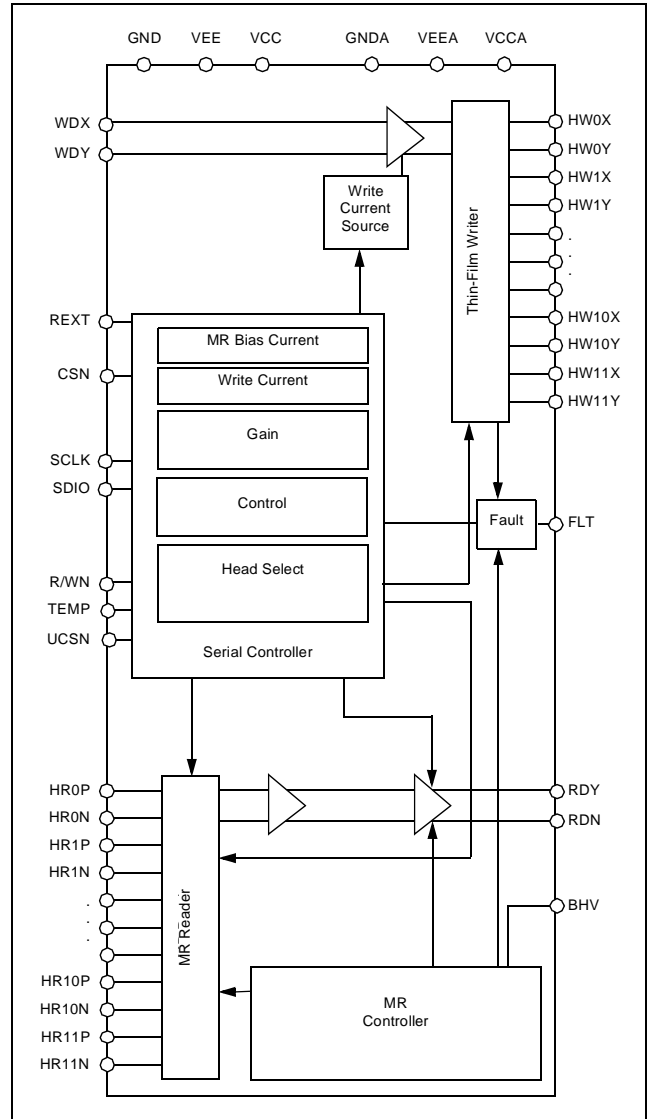 GND VEE VCC GNDA VEEA VCCA
WDX
WDY
HW0X
HW0Y
HW1X
HW1Y
.
.
.
HW10X
HW10Y
HW11X
HW11Y
Write
Current
Source
Thin-Film Writer
REXT
CSN
SCLK
SDIO
R/WN
TEMP
UCSN
MR Bias Current
Write Current
Gain
Control
Head Select
Serial Controller
Fault
FLT
HR0P
HR0N
HR1P
HR1N
.
.
.
HR10P
HR10N
HR11P
HR11N
MR Reader
RDY
RDN
BHV
MR
Controller